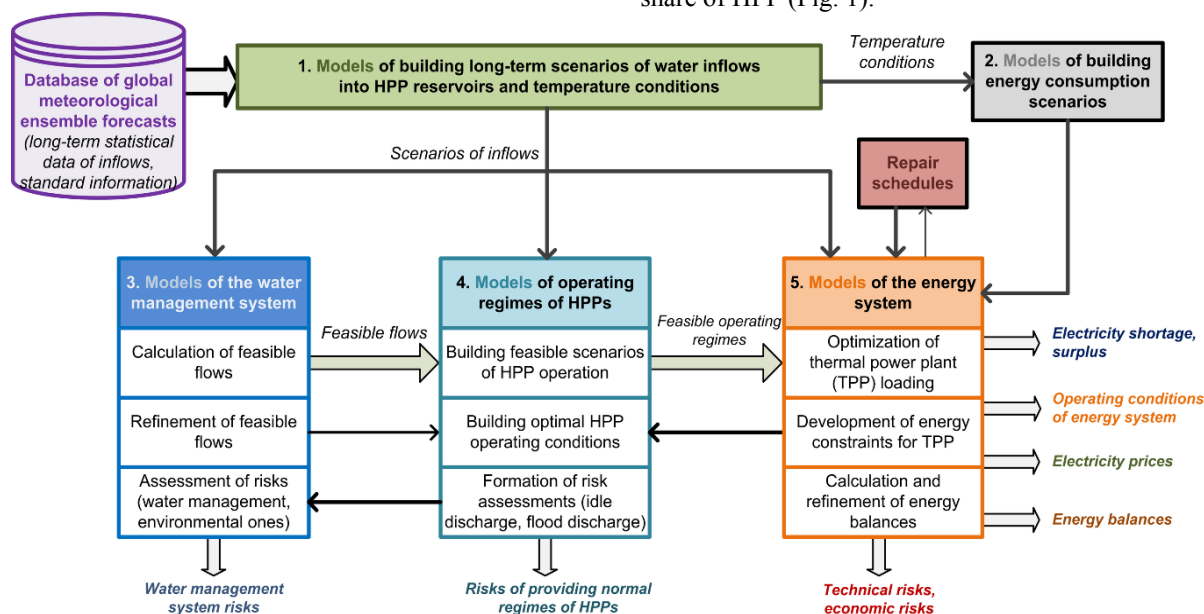 share of HPP (Fig. 1).
Database of global
meteorological
ensemble forecasts
(long-term statistical
data of inflows,
standard information)
1. Models of building long-term scenarios of water inflows
into HPP reservoirs and temperature conditions
Temperature
conditions
2. Models of building
energy consumption
scenarios
Scenarios of inflows
Repair
schedules
3. Models of the water
management system
Calculation of feasible
flows
Refinement of feasible
flows
Assessment of risks
(water management,
environmental ones)
Feasible flows
4. Models of operating
regimes of HPPs
Building feasible scenarios
of HPP operation
Building optimal HPP
operating conditions
Formation of risk
assessments (idle
discharge, flood discharge)
Feasible operating
regimes
5. Models of the energy
system
Optimization of
thermal power plant
(TPP) loading
Development of energy
constraints for TPP
Calculation and
refinement of energy
balances
Electricity shortage,
surplus
Operating conditions
of energy system
Electricity prices
Energy balances
Water management
system risks
Risks of providing normal
regimes of HPPs
Technical risks,
economic risks